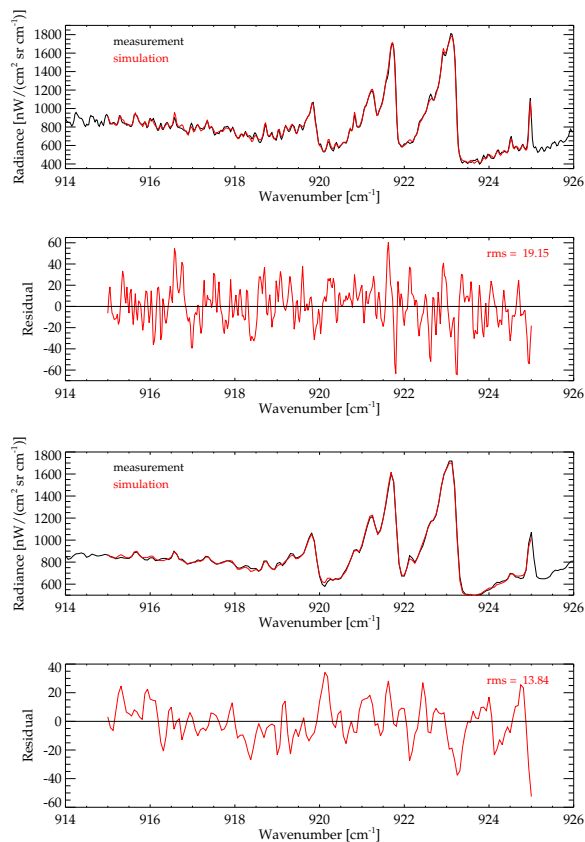 Radiance [nW/(cm² sr cm⁻¹)]
1800
1600
1400
1200
1000
800
600
400
measurement
simulation
914 916 918 920 922 924 926
Wavenumber [cm⁻¹]
Residual
60
40
20
0
-20
-40
-60
rms = 19.15
914 916 918 920 922 924 926
Wavenumber [cm⁻¹]
Radiance [nW/(cm² sr cm⁻¹)]
1800
1600
1400
1200
1000
800
600
measurement
simulation
914 916 918 920 922 924 926
Wavenumber [cm⁻¹]
Residual
40
20
0
-20
-40
-60
rms = 13.84
914 916 918 920 922 924 926
Wavenumber [cm⁻¹]